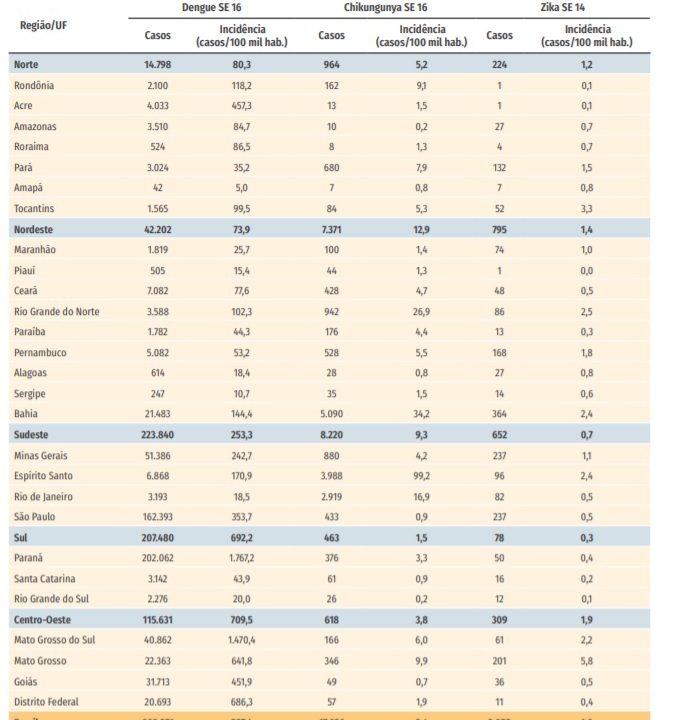 Dengue SE 16 Chikungunya SE 16 Zika SE 14
Região/UF Casos Incidência (casos/100 mil hab.) Casos Incidência (casos/100 mil hab.) Casos Incidência (casos/100 mil hab.)
Norte 14.798 80,3 964 5,2 224 1,2
Rondônia 2.100 118,2 162 9,1 1 0,1
Acre 4.033 457,3 13 1,5 1 0,1
Amazonas 3.510 84,7 10 0,2 27 0,7
Roraima 524 86,5 8 1,3 4 0,7
Pará 3.024 35,2 680 7,9 132 1,5
Amapá 42 5,0 7 0,8 7 0,8
Tocantins 1.565 99,5 84 5,3 52 3,3
Nordeste 42.202 73,9 7.371 12,9 795 1,4
Maranhão 1.819 25,7 100 1,4 74 1,0
Piauí 505 15,4 44 1,3 1 0,0
Ceará 7.082 77,6 428 4,7 48 0,5
Rio Grande do Norte 3.588 102,3 942 26,9 86 2,5
Paraíba 1.782 44,3 176 4,4 13 0,3
Pernambuco 5.082 53,2 528 5,5 168 1,8
Alagoas 614 18,4 28 0,8 27 0,8
Sergipe 247 10,7 35 1,5 14 0,6
Bahia 21.483 144,4 5.090 34,2 364 2,4
Sudeste 223.840 253,3 8.220 9,3 652 0,7
Minas Gerais 51.386 242,7 880 4,2 237 1,1
Espírito Santo 6.868 170,9 3.988 99,2 96 2,4
Rio de Janeiro 3.193 18,5 2.919 16,9 82 0,5
São Paulo 162.393 353,7 433 0,9 237 0,5
Sul 207.480 692,2 463 1,5 78 0,3
Paraná 202.062 1.767,2 376 3,3 50 0,4
Santa Catarina 3.142 43,9 61 0,9 16 0,2
Rio Grande do Sul 2.276 20,0 26 0,2 12 0,1
Centro-Oeste 115.631 709,5 618 3,8 309 1,9
Mato Grosso do Sul 40.862 1.470,4 166 6,0 61 2,2
Mato Grosso 22.363 641,8 346 9,9 201 5,8
Goiás 31.713 451,9 49 0,7 36 0,5
Distrito Federal 20.693 686,3 57 1,9 11 0,4